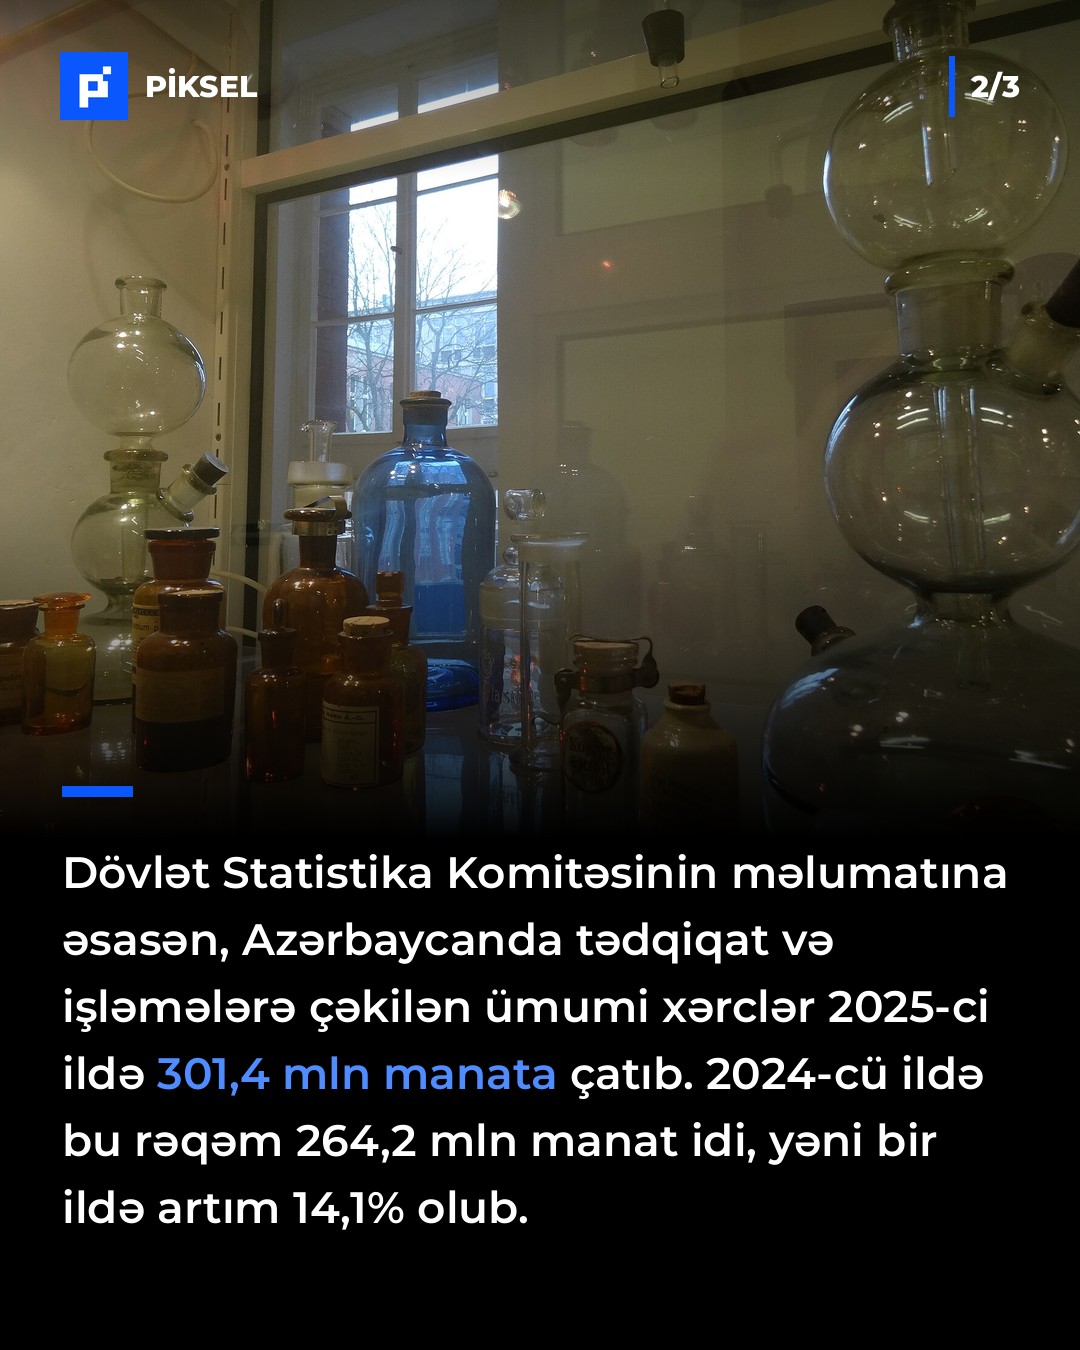 PİKSEL
2/3
Dövlət Statistika Komitəsinin məlumatına
əsasən, Azərbaycanda tədqiqat və
işləmələrə çəkilən ümumi xərclər 2025-ci
ildə 301,4 mln manata çatıb. 2024-cü ildə
bu rəqəm 264,2 mln manat idi, yəni bir
ildə artım 14,1% olub.